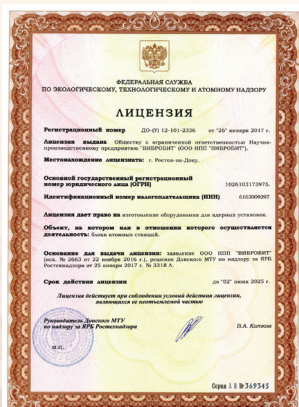 ФЕДЕРАЛЬНАЯ СЛУЖБА
ПО ЭКОЛОГИЧЕСКОМУ, ТЕХНОЛОГИЧЕСКОМУ И АТОМНОМУ НАДЗОРУ
ЛИЦЕНЗИЯ
Регистрационный номер ДО-(У) 12-101-2336 от "26" января 2017 г.
Лицензия выдана Обществу с ограниченной ответственностью Научно-
производственному предприятию "ВИБРОБИТ" (ООО НПП "ВИБРОБИТ").
Местонахождение лицензиата: г. Ростов-на-Дону.
Основной государственный регистрационный
номер юридического лица (ОГРН) 1026103173975.
Идентификационный номер налогоплательщика (ИНН) 6165009297.
Лицензия дает право на изготовление оборудования для ядерных установок.
Объект, на котором или в отношении которого осуществляется
деятельность: блоки атомных станций.
Основание для выдачи лицензии: заявление ООО НПП "ВИБРОБИТ"
(исх. № 2663 от 22 ноября 2016 г.), решение Донского МТУ по надзору за ЯРБ
Ростехнадзора от 25 января 2017 г. № 3318 Л.
Срок действия лицензии до "02" июня 2025 г.
Лицензия действует при соблюдении условий действия лицензии,
являющихся ее неотъемлемой частью
Руководитель Донского МТУ
по надзору за ЯРБ Ростехнадзора
М.П.
Серия А В № 369345